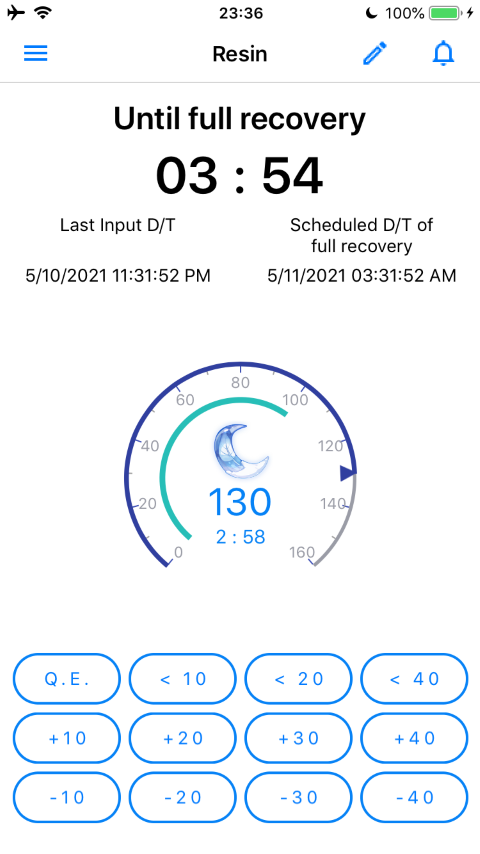 23:36
100%
Resin
Until full recovery
03 : 54
Last Input D/T
Scheduled D/T of
full recovery
5/10/2021 11:31:52 PM
5/11/2021 03:31:52 AM
80
60
100
40
120
20
140
0
160
130
2 : 58
Q.E.
< 10
< 20
< 40
+10
+20
+30
+40
-10
-20
-30
-40